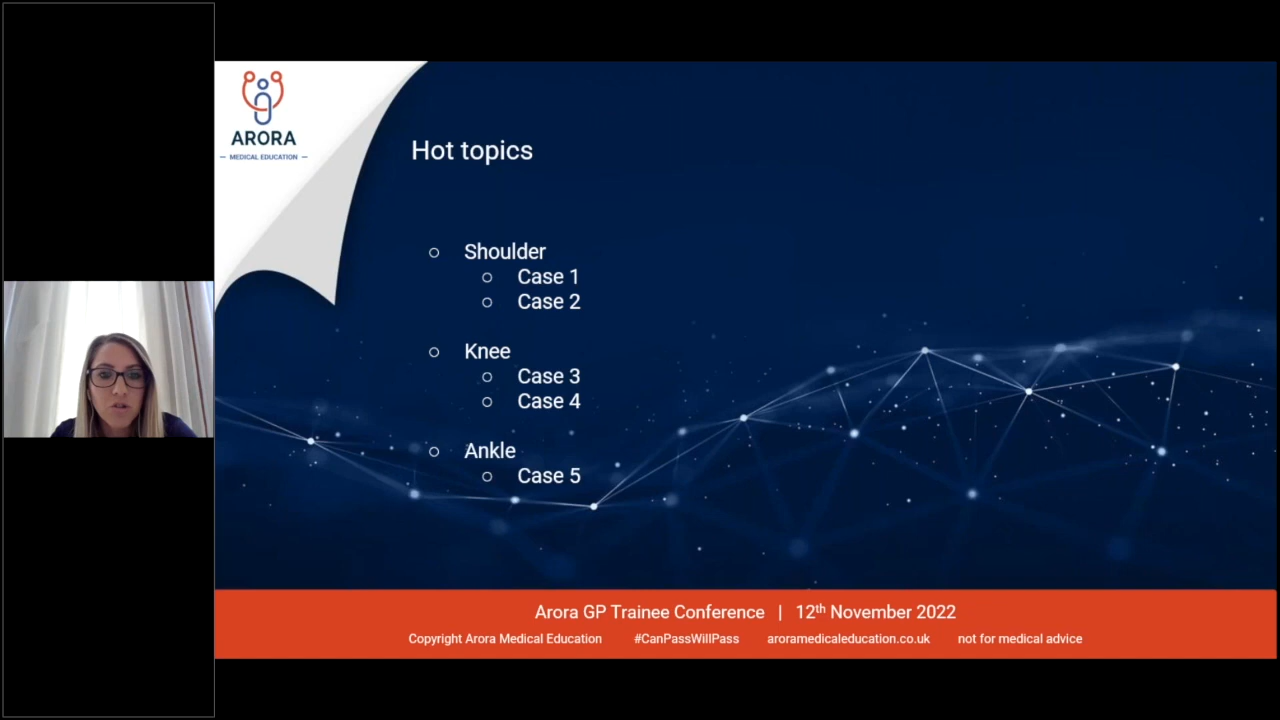 ARORA
MEDICAL EDUCATION
Hot topics
Shoulder
Case 1
Case 2
Knee
Case 3
Case 4
Ankle
Case 5
Arora GP Trainee Conference | 12th November 2022
Copyright Arora Medical Education #CanPassWillPass aroramedicaleducation.co.uk not for medical advice